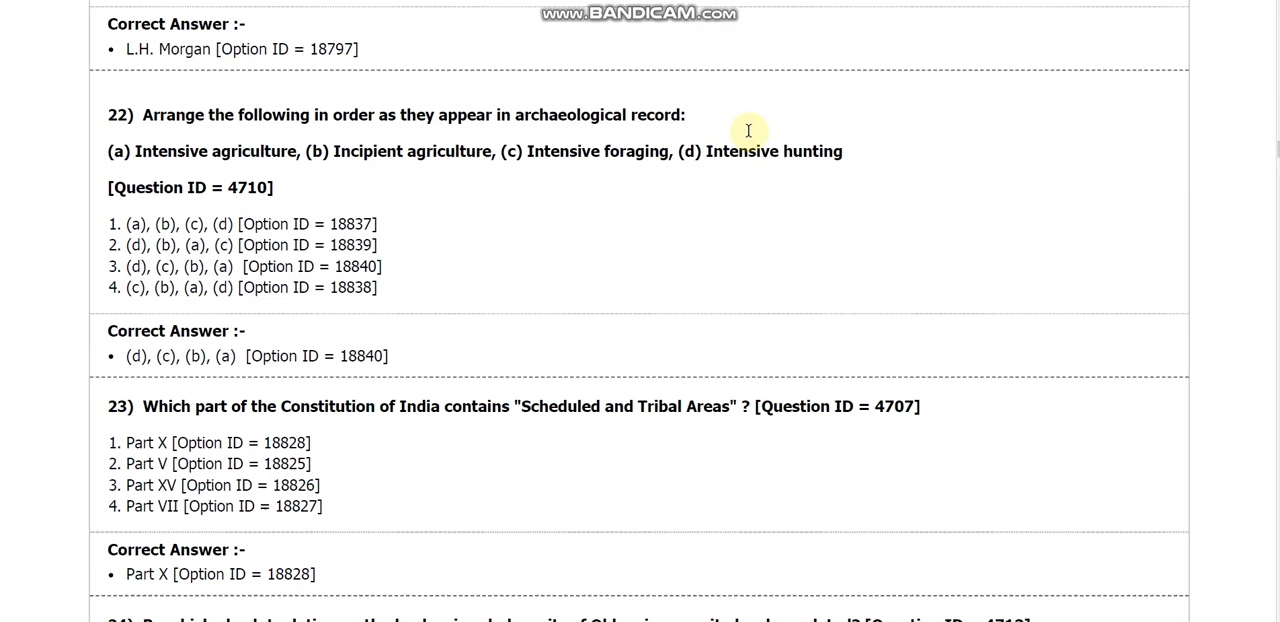 www.BANDICAM.com
Correct Answer :-
• L.H. Morgan [Option ID = 18797]
22) Arrange the following in order as they appear in archaeological record:
(a) Intensive agriculture, (b) Incipient agriculture, (c) Intensive foraging, (d) Intensive hunting
[Question ID = 4710]
1. (a), (b), (c), (d) [Option ID = 18837]
2. (d), (b), (a), (c) [Option ID = 18839]
3. (d), (c), (b), (a) [Option ID = 18840]
4. (c), (b), (a), (d) [Option ID = 18838]
Correct Answer :-
• (d), (c), (b), (a) [Option ID = 18840]
23) Which part of the Constitution of India contains "Scheduled and Tribal Areas" ? [Question ID = 4707]
1. Part X [Option ID = 18828]
2. Part V [Option ID = 18825]
3. Part XV [Option ID = 18826]
4. Part VII [Option ID = 18827]
Correct Answer :-
• Part X [Option ID = 18828]